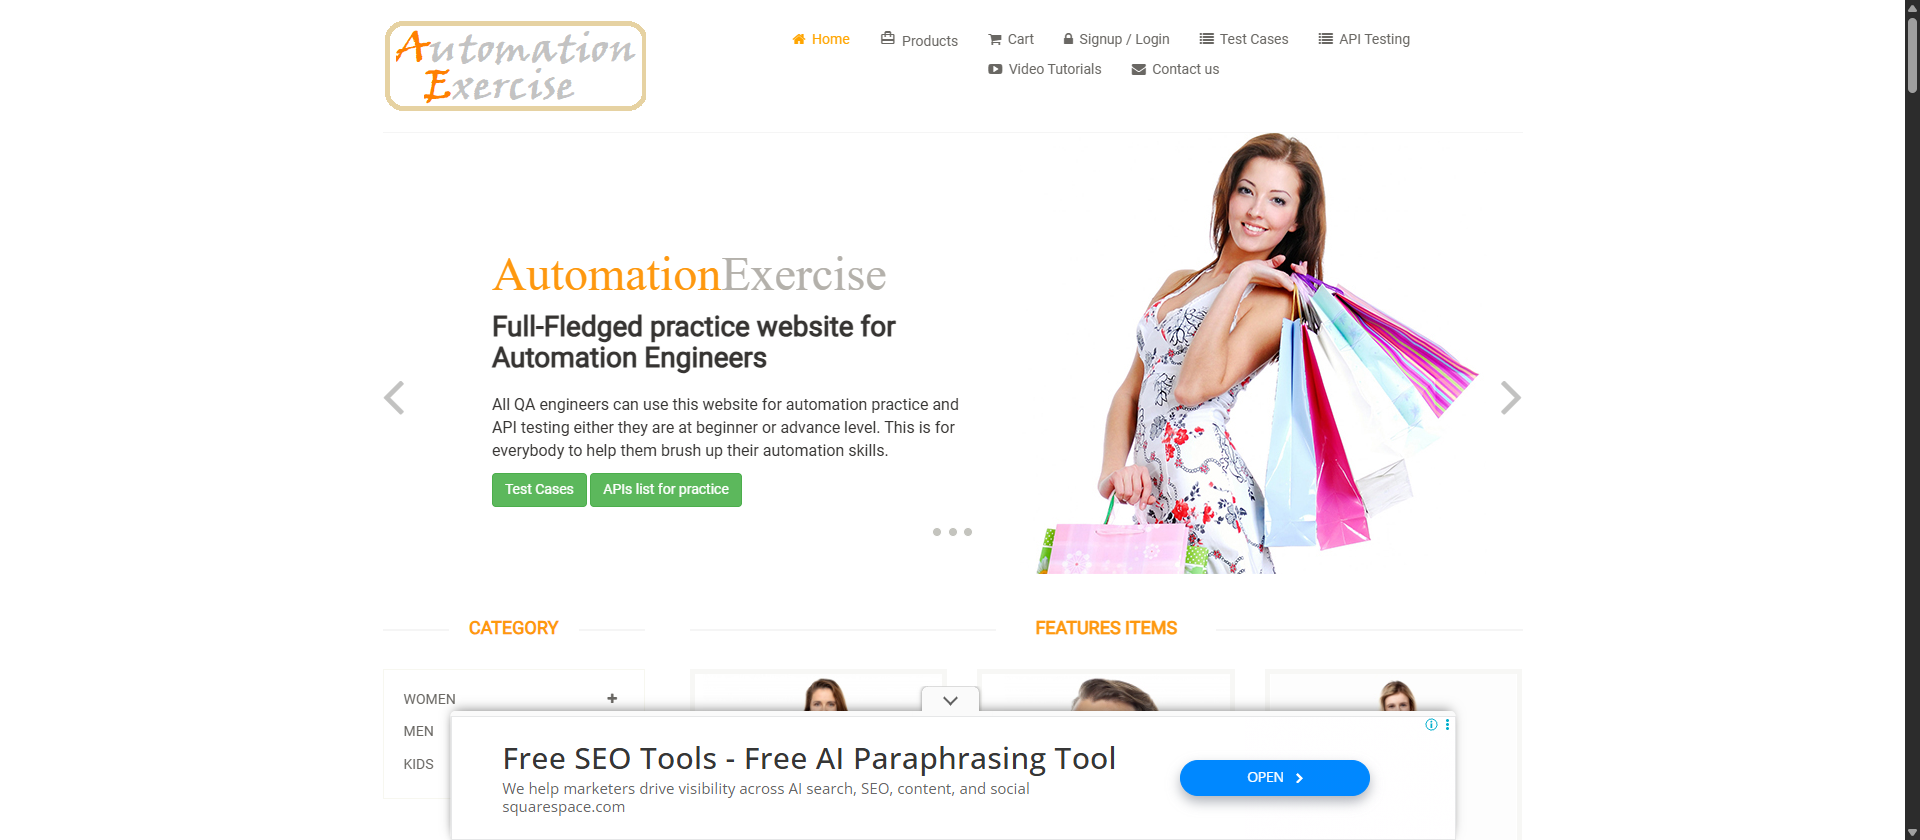 Automation
Exercise
Home
Products
Cart
Signup / Login
Test Cases
API Testing
Video Tutorials
Contact us
AutomationExercise
Full-Fledged practice website for
Automation Engineers
All QA engineers can use this website for automation practice and
API testing either they are at beginner or advance level. This is for
everybody to help them brush up their automation skills.
Test Cases
APIs list for practice
CATEGORY
FEATURES ITEMS
WOMEN
MEN
KIDS
Free SEO Tools - Free AI Paraphrasing Tool
We help marketers drive visibility across AI search, SEO, content, and social
squarespace.com
OPEN